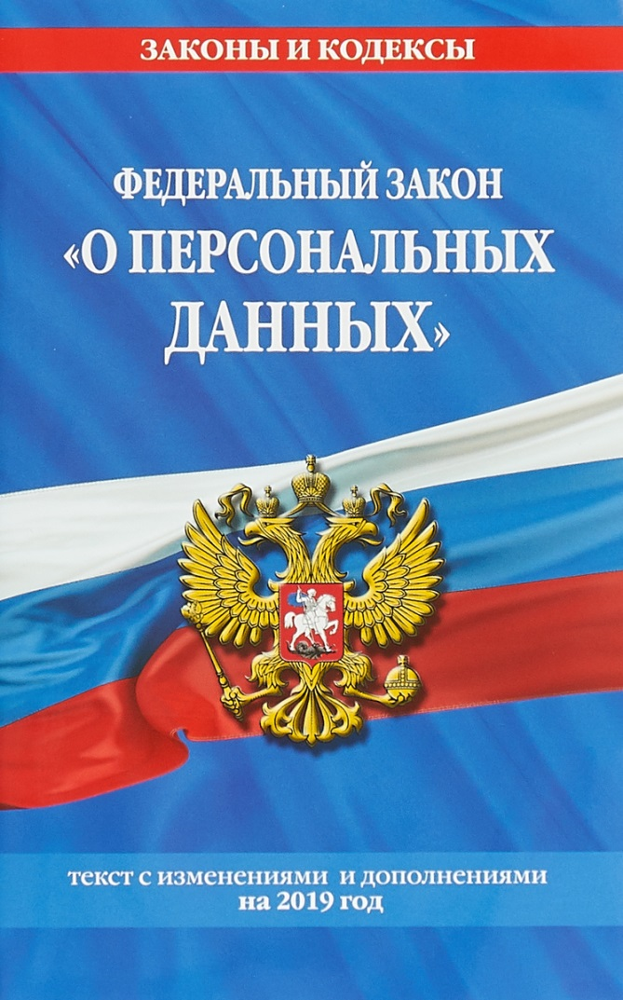 ЗАКОНЫ И КОДЕКСЫ
ФЕДЕРАЛЬНЫЙ ЗАКОН
«О ПЕРСОНАЛЬНЫХ
ДАННЫХ»
текст с изменениями и дополнениями
на 2019 год